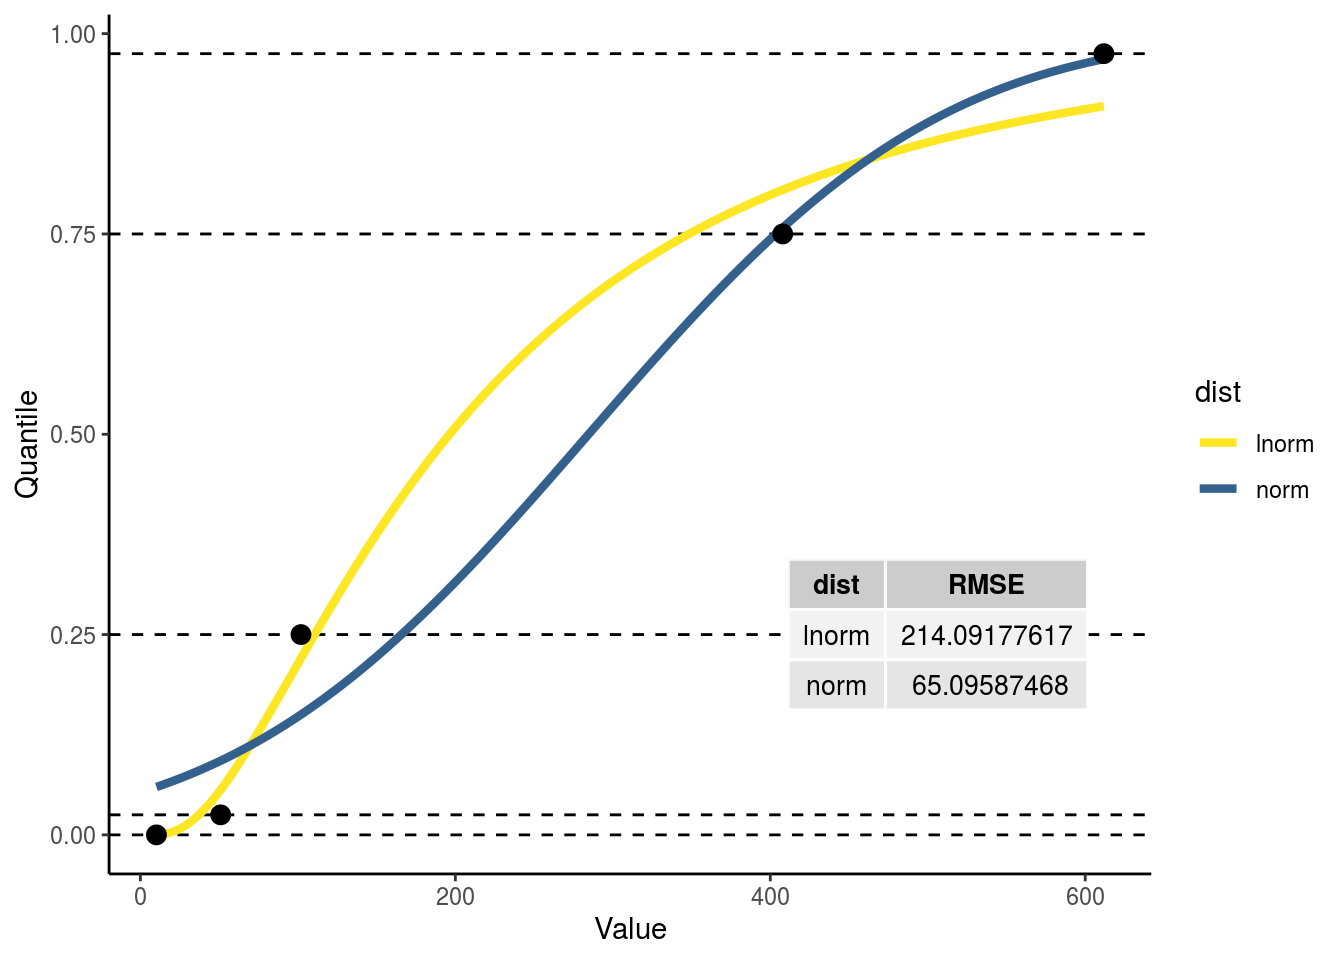 1.00
0.75
0.50
0.25
0.00
Quantile
0
200
400
600
Value
dist
lnorm
norm
dist RMSE
lnorm 214.09177617
norm 65.09587468